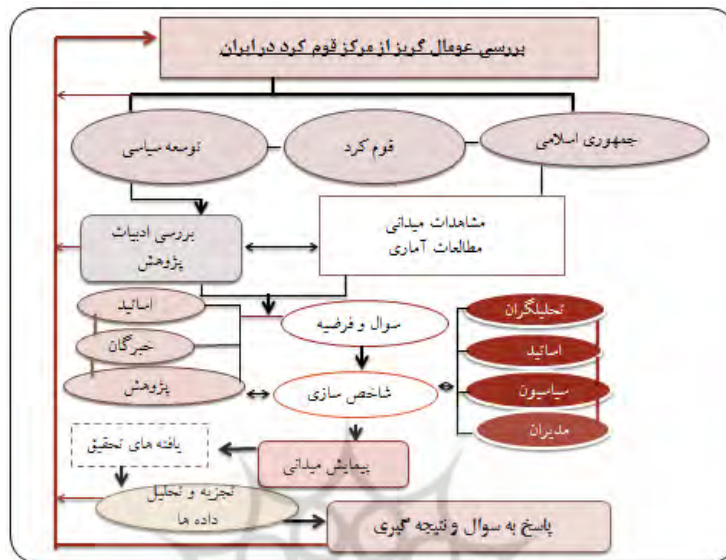 بررسی عومال گریز از مرکز قوم کرد در ایران
جمهوری اسلامی
قوم کرد
توسعه سیاسی
مشاهدات میدانی
مطالعات آماری
بررسی ادبیات
پژوهش
اساتید
خبرگان
پژوهش
سوال و فرضیه
شاخص سازی
تحلیلگران
اساتید
سیاسیون
مدیران
پیمایش میدانی
یافته های تحقیق
تجزیه و تحلیل
داده ها
پاسخ به سوال و نتیجه گیری